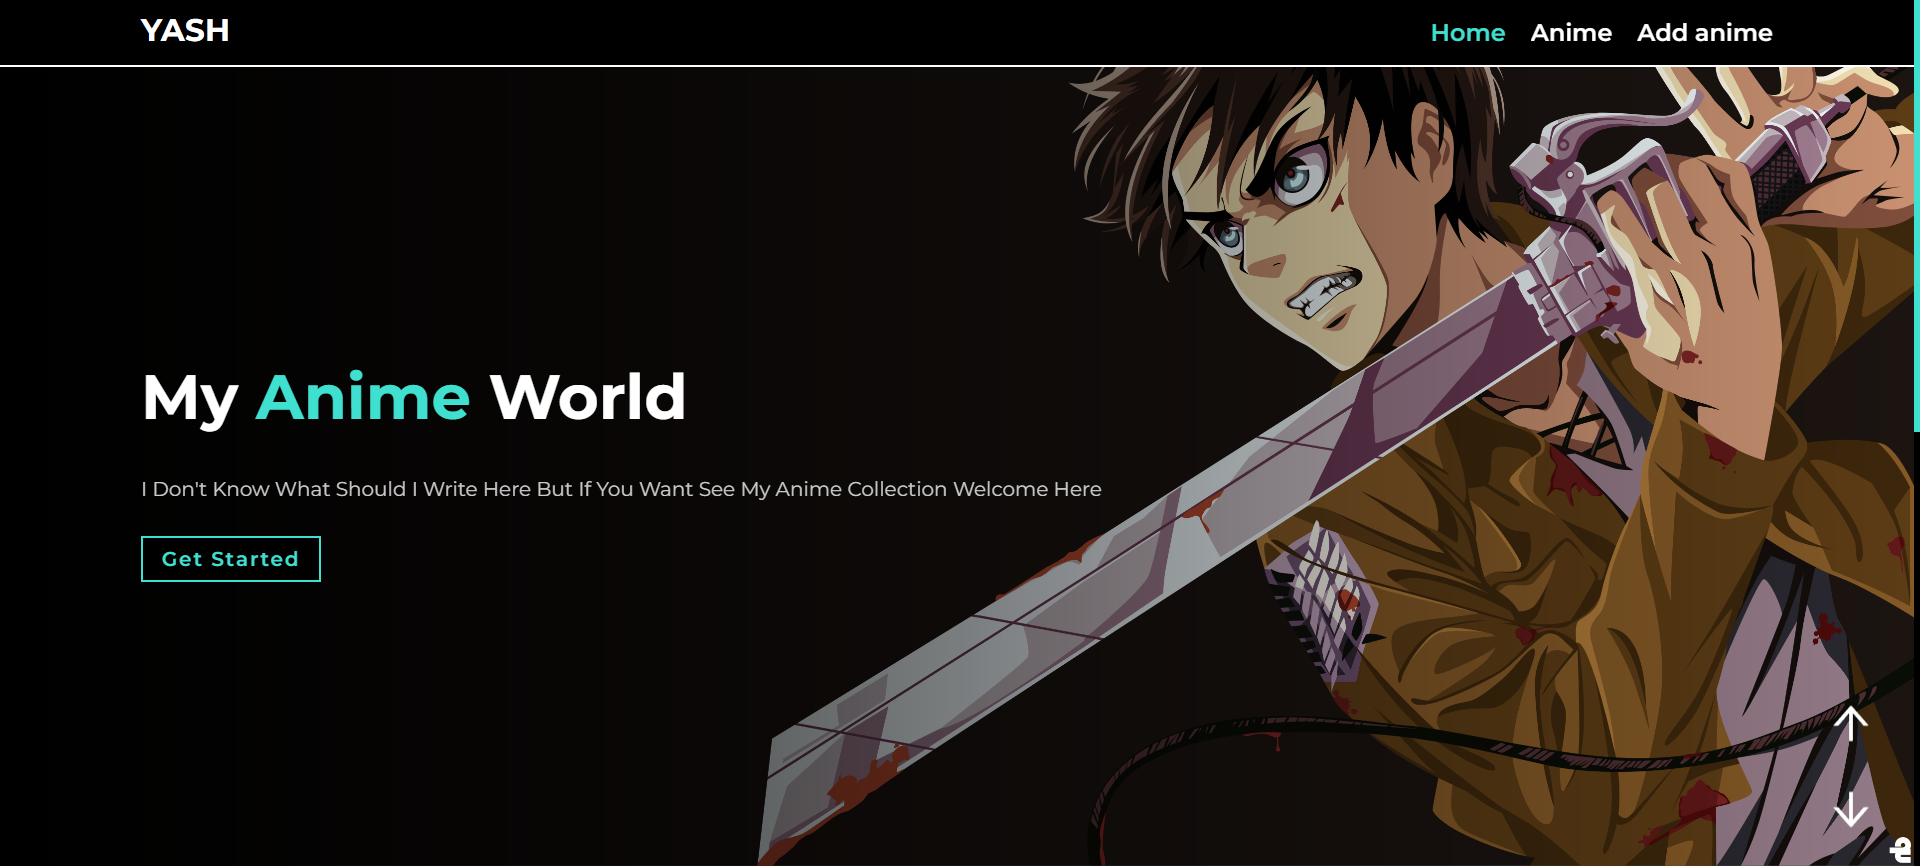 YASH
Home Anime Add anime
My Anime World
I Don't Know What Should I Write Here But If You Want See My Anime Collection Welcome Here
Get Started